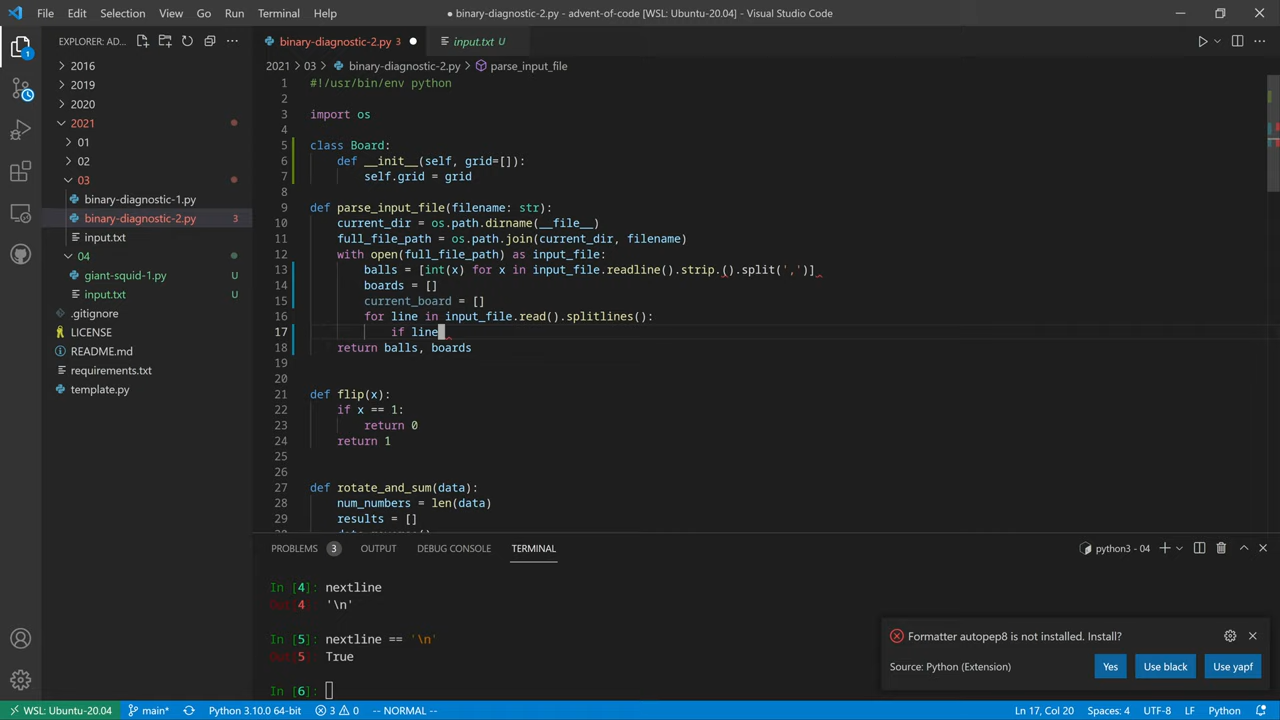 File Edit Selection View Go Run Terminal Help
● binary-diagnostic-2.py - advent-of-code [WSL: Ubuntu-20.04] - Visual Studio Code
EXPLORER: AD...
binary-diagnostic-2.py 3 ●
input.txt U
2021 > 03 > binary-diagnostic-2.py > parse_input_file
2016
2019
2020
2021
01
02
03
binary-diagnostic-1.py
binary-diagnostic-2.py 3
input.txt
04
giant-squid-1.py U
input.txt U
.gitignore
LICENSE
README.md
requirements.txt
template.py
1 #!/usr/bin/env python
2
3 import os
4
5 class Board:
6 def __init__(self, grid=[]):
7 self.grid = grid
8
9 def parse_input_file(filename: str):
10 current_dir = os.path.dirname(__file__)
11 full_file_path = os.path.join(current_dir, filename)
12 with open(full_file_path) as input_file:
13 balls = [int(x) for x in input_file.readline().strip.().split(',')]
14 boards = []
15 current_board = []
16 for line in input_file.read().splitlines():
17 if line
18 return balls, boards
19
20
21 def flip(x):
22 if x == 1:
23 return 0
24 return 1
25
26
27 def rotate_and_sum(data):
28 num_numbers = len(data)
29 results = []
PROBLEMS 3 OUTPUT DEBUG CONSOLE TERMINAL
python3 - 04
In [4]: nextline
Out[4]: '\n'
In [5]: nextline == '\n'
Out[5]: True
In [6]:
Formatter autopep8 is not installed. Install?
Source: Python (Extension)
Yes
Use black
Use yapf
1
WSL: Ubuntu-20.04 main* Python 3.10.0 64-bit 3 0 -- NORMAL -- Ln 17, Col 20 Spaces: 4 UTF-8 LF Python